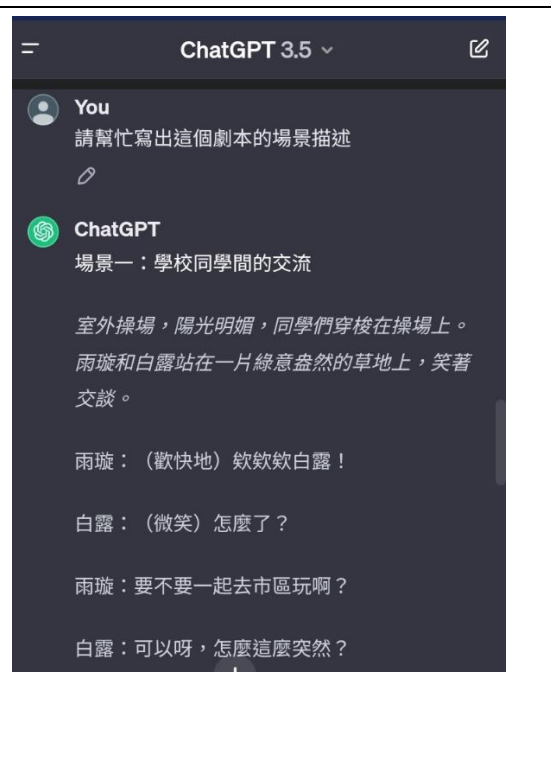 ChatGPT 3.5
You
請幫忙寫出這個劇本的場景描述
ChatGPT
場景一：學校同學間的交流
室外操場，陽光明媚，同學們穿梭在操場上。
雨璇和白露站在一片綠意盎然的草地上，笑著
交談。
雨璇：（歡快地）欸欸欸白露！
白露：（微笑）怎麼了？
雨璇：要不要一起去市區玩啊？
白露：可以呀，怎麼這麼突然？